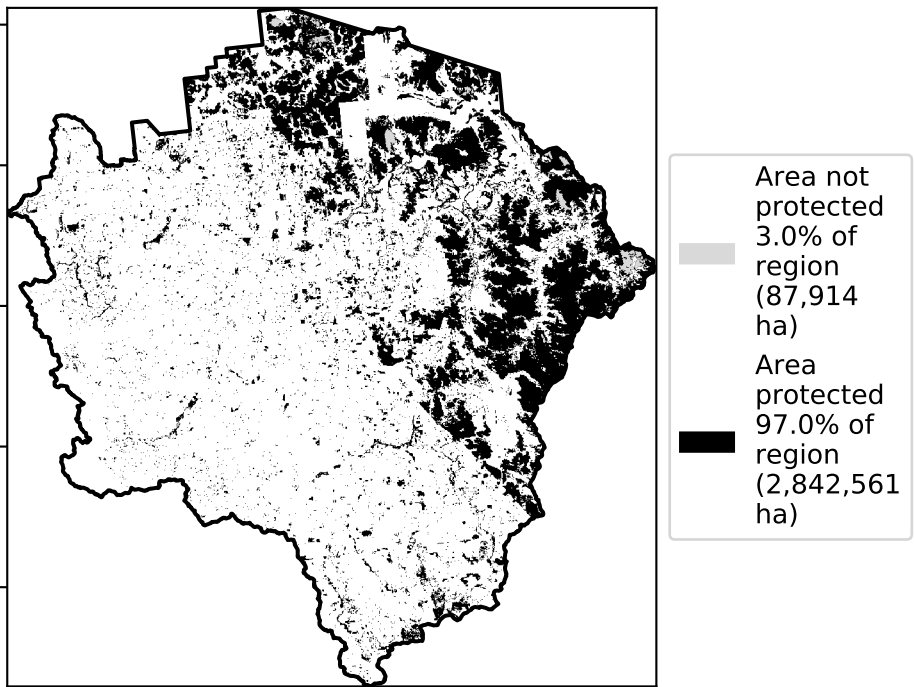 Area not
protected
3.0% of
region
(87,914
ha)
Area
protected
97.0% of
region
(2,842,561
ha)